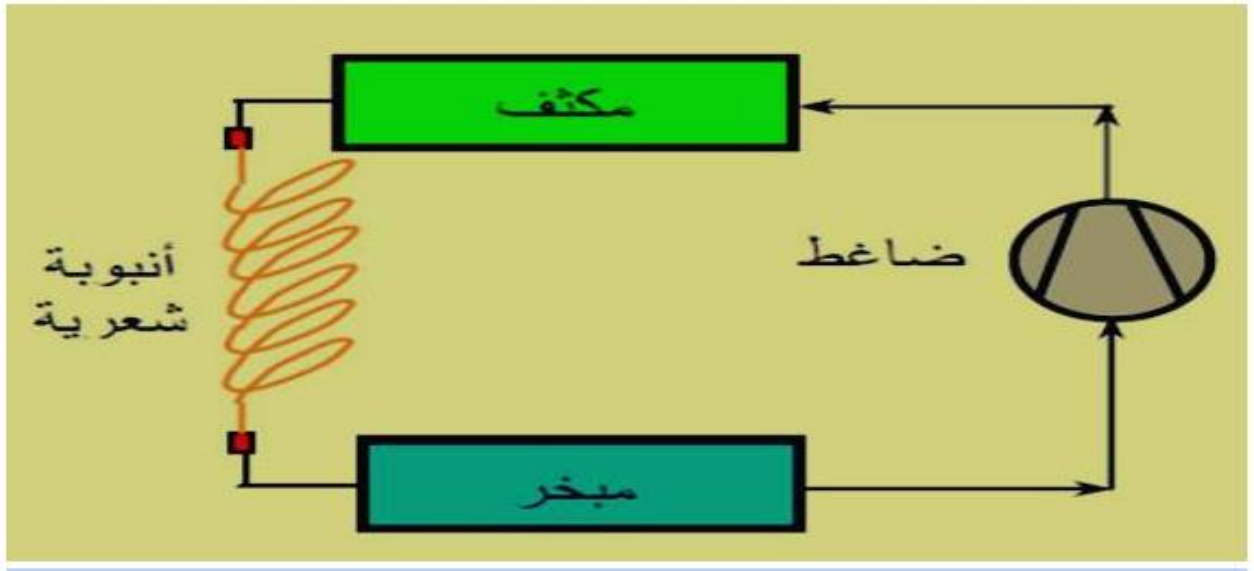 مكثف
ضاغط
أنبوبة
شعرية
مبخر